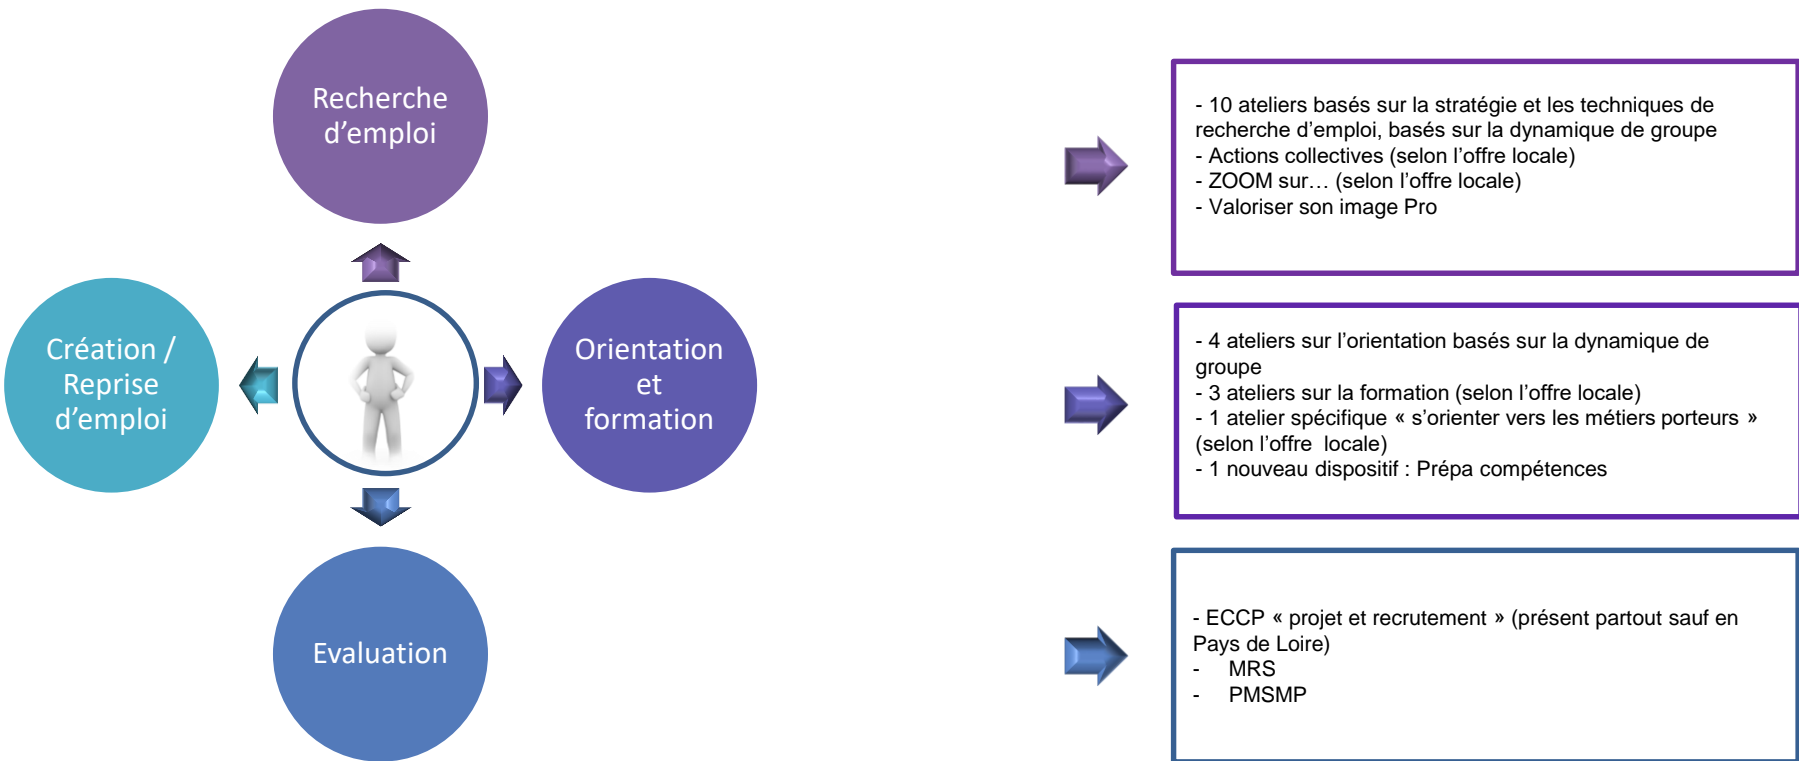 Recherche
d’emploi
Création /
Reprise
d’emploi
Orientation
et
formation
Evaluation
- 10 ateliers basés sur la stratégie et les techniques de
recherche d’emploi, basés sur la dynamique de groupe
- Actions collectives (selon l’offre locale)
- ZOOM sur… (selon l’offre locale)
- Valoriser son image Pro
- 4 ateliers sur l’orientation basés sur la dynamique de
groupe
- 3 ateliers sur la formation (selon l’offre locale)
- 1 atelier spécifique « s’orienter vers les métiers porteurs »
(selon l’offre locale)
- 1 nouveau dispositif : Prépa compétences
- ECCP « projet et recrutement » (présent partout sauf en
Pays de Loire)
- MRS
- PMSMP